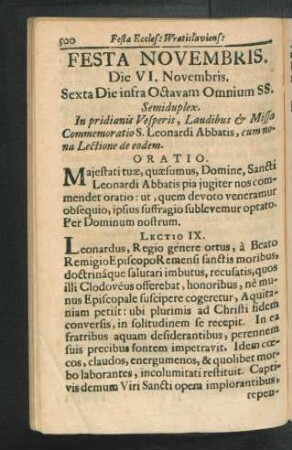 500 Festa Eccles: Wratislaviens:
FESTA NOVEMBRIS.
Die VI. Novembris.
Sexta Die infra Octavam Omnium SS.
Semiduplex.
In pridianis Vesperis, Laudibus & Missa
Commemoratio S. Leonardi Abbatis, cum no-
na Lectione de eodem.
ORATIO.
Majestati tuæ, quæsumus, Domine, Sancti
Leonardi Abbatis pia jugiter nos com-
mendet oratio: ut, quem devoto veneramur
obsequio, ipsius suffragio sublevemur optato.
Per Dominum nostrum.
LECTIO IX.
Leonardus, Regio genere ortus, à Beato
Remigio Episcopo Remensi sanctis moribus,
doctrináque salutari imbutus, recusatis, quos
illi Clodovéus offerebat, honoribus, nè mu-
nus Episcopale suscipere cogeretur, Aquita-
niam petiit: ubi plurimis ad Christi fidem
conversis, in solitudinem se recepit. In ea
fratribus aquam desiderantibus, perennem
suis precibus fontem impetravit. Idem cœ-
cos, claudos, energúmenos, & quolibet mor-
bo laborantes, incolumitati restituit. Capti-
vis demum Viri Sancti opem implorantibus,
repen-